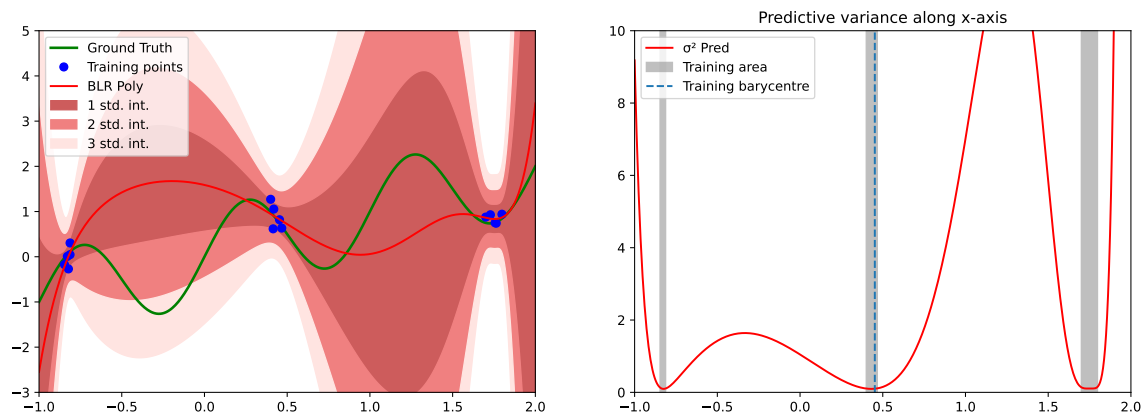 Ground Truth
Training points
BLR Poly
1 std. int.
2 std. int.
3 std. int.
5
4
3
2
1
0
−1
−2
−3
−1.0 −0.5 0.0 0.5 1.0 1.5 2.0
Predictive variance along x-axis
σ² Pred
Training area
Training barycentre
10
8
6
4
2
0
−1.0 −0.5 0.0 0.5 1.0 1.5 2.0